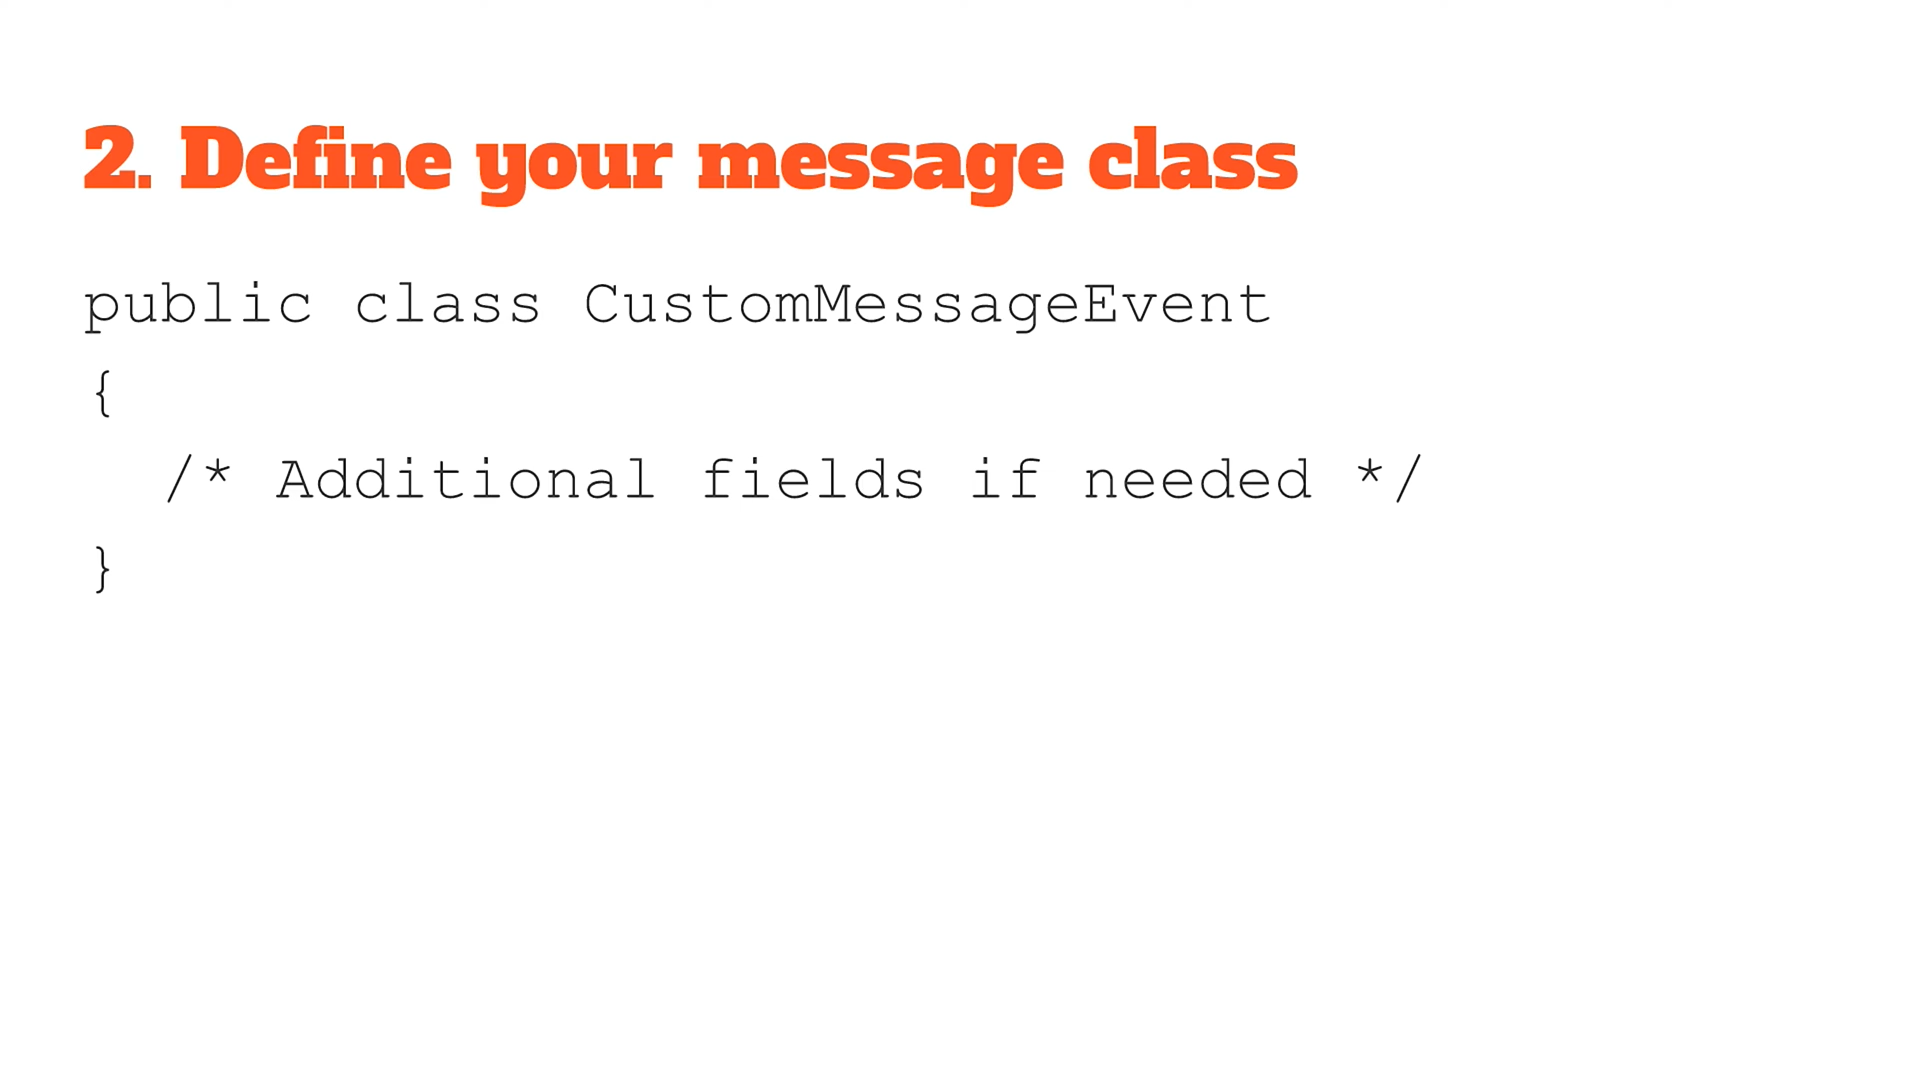 2. Define your message class
public class CustomMessageEvent
{
/* Additional fields if needed */
}